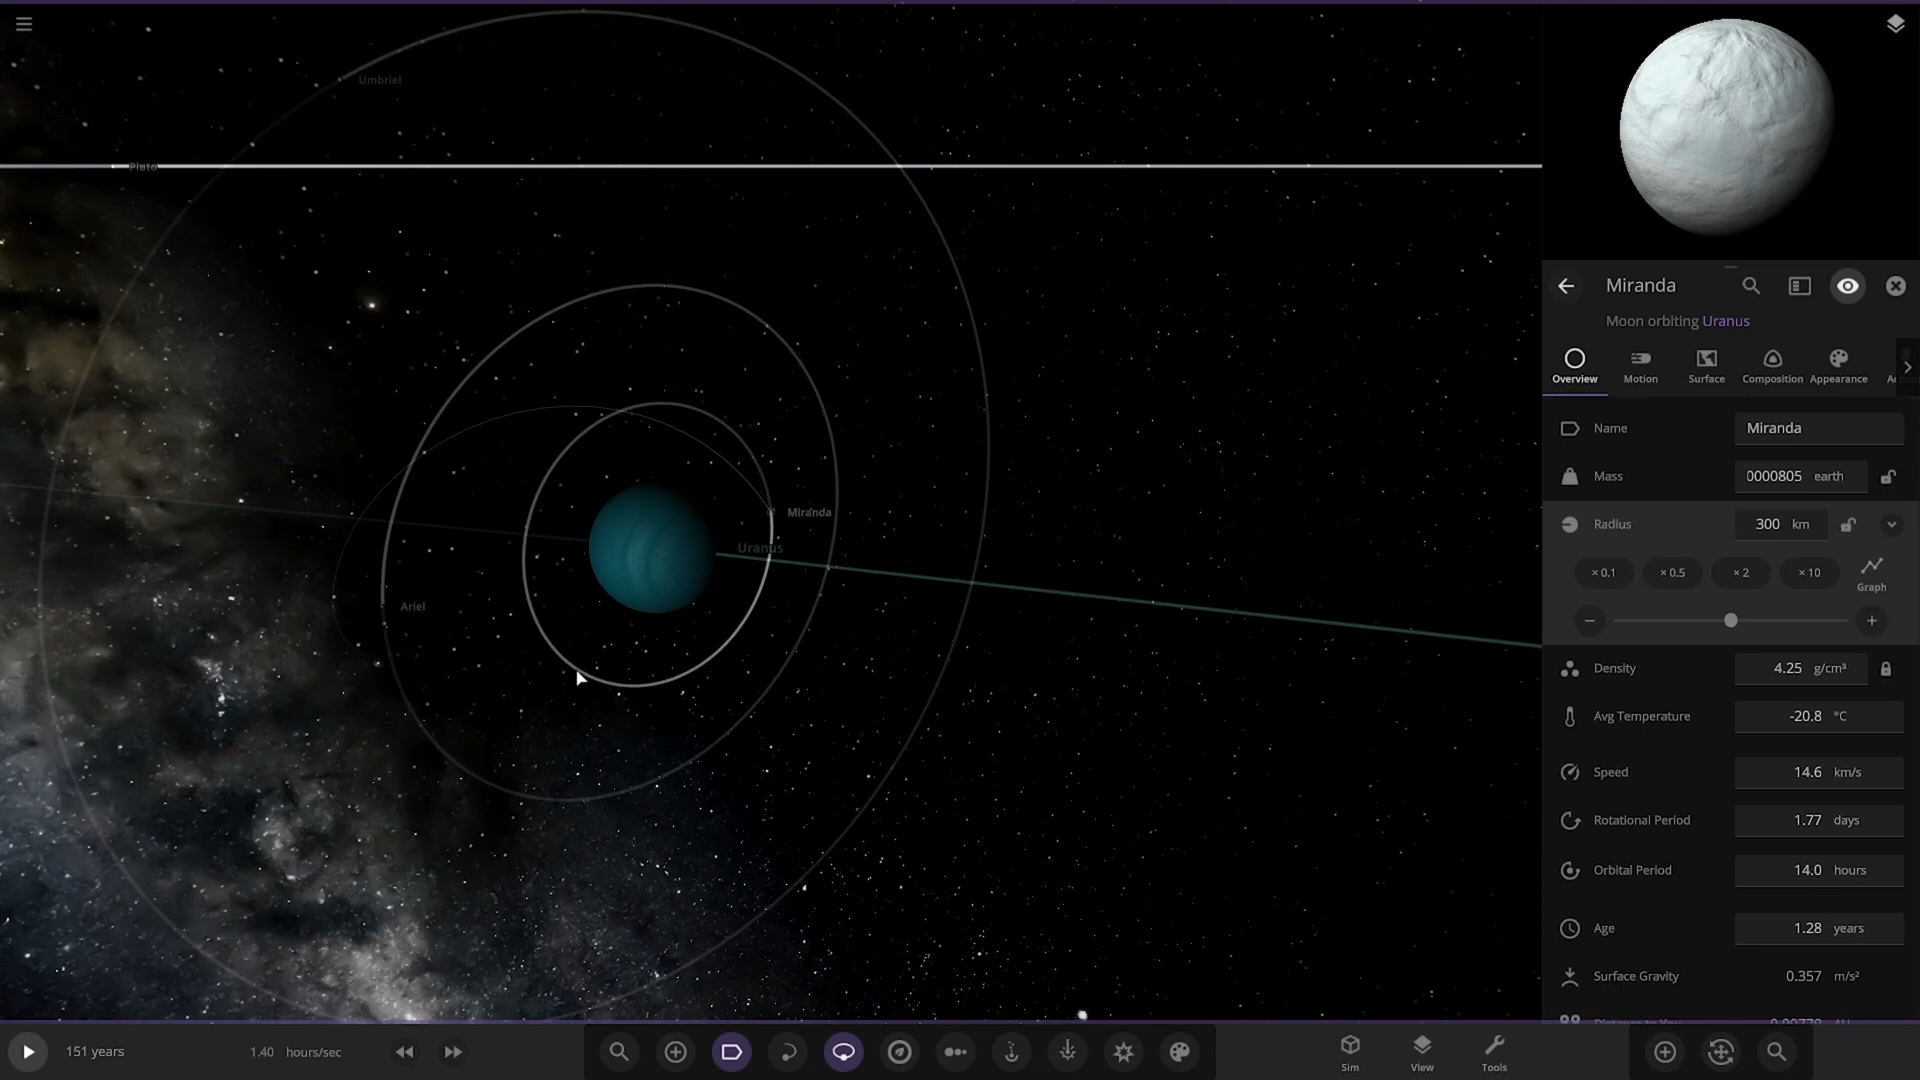 Umbriel
Pluto
Miranda
Uranus
Ariel
Miranda
Moon orbiting Uranus
Overview
Motion
Surface
Composition
Appearance
Name
Miranda
Mass
0000805 earth
Radius
300 km
× 0.1
× 0.5
× 2
× 10
Graph
Density
4.25 g/cm³
Avg Temperature
-20.8 °C
Speed
14.6 km/s
Rotational Period
1.77 days
Orbital Period
14.0 hours
Age
1.28 years
Surface Gravity
0.357 m/s²
151 years
1.40 hours/sec
Sim
View
Tools